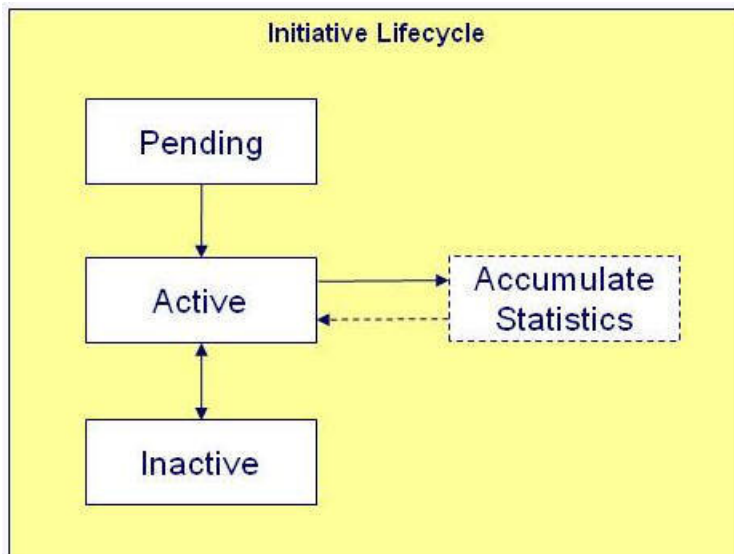 Initiative Lifecycle
Pending
Active
Accumulate
Statistics
Inactive